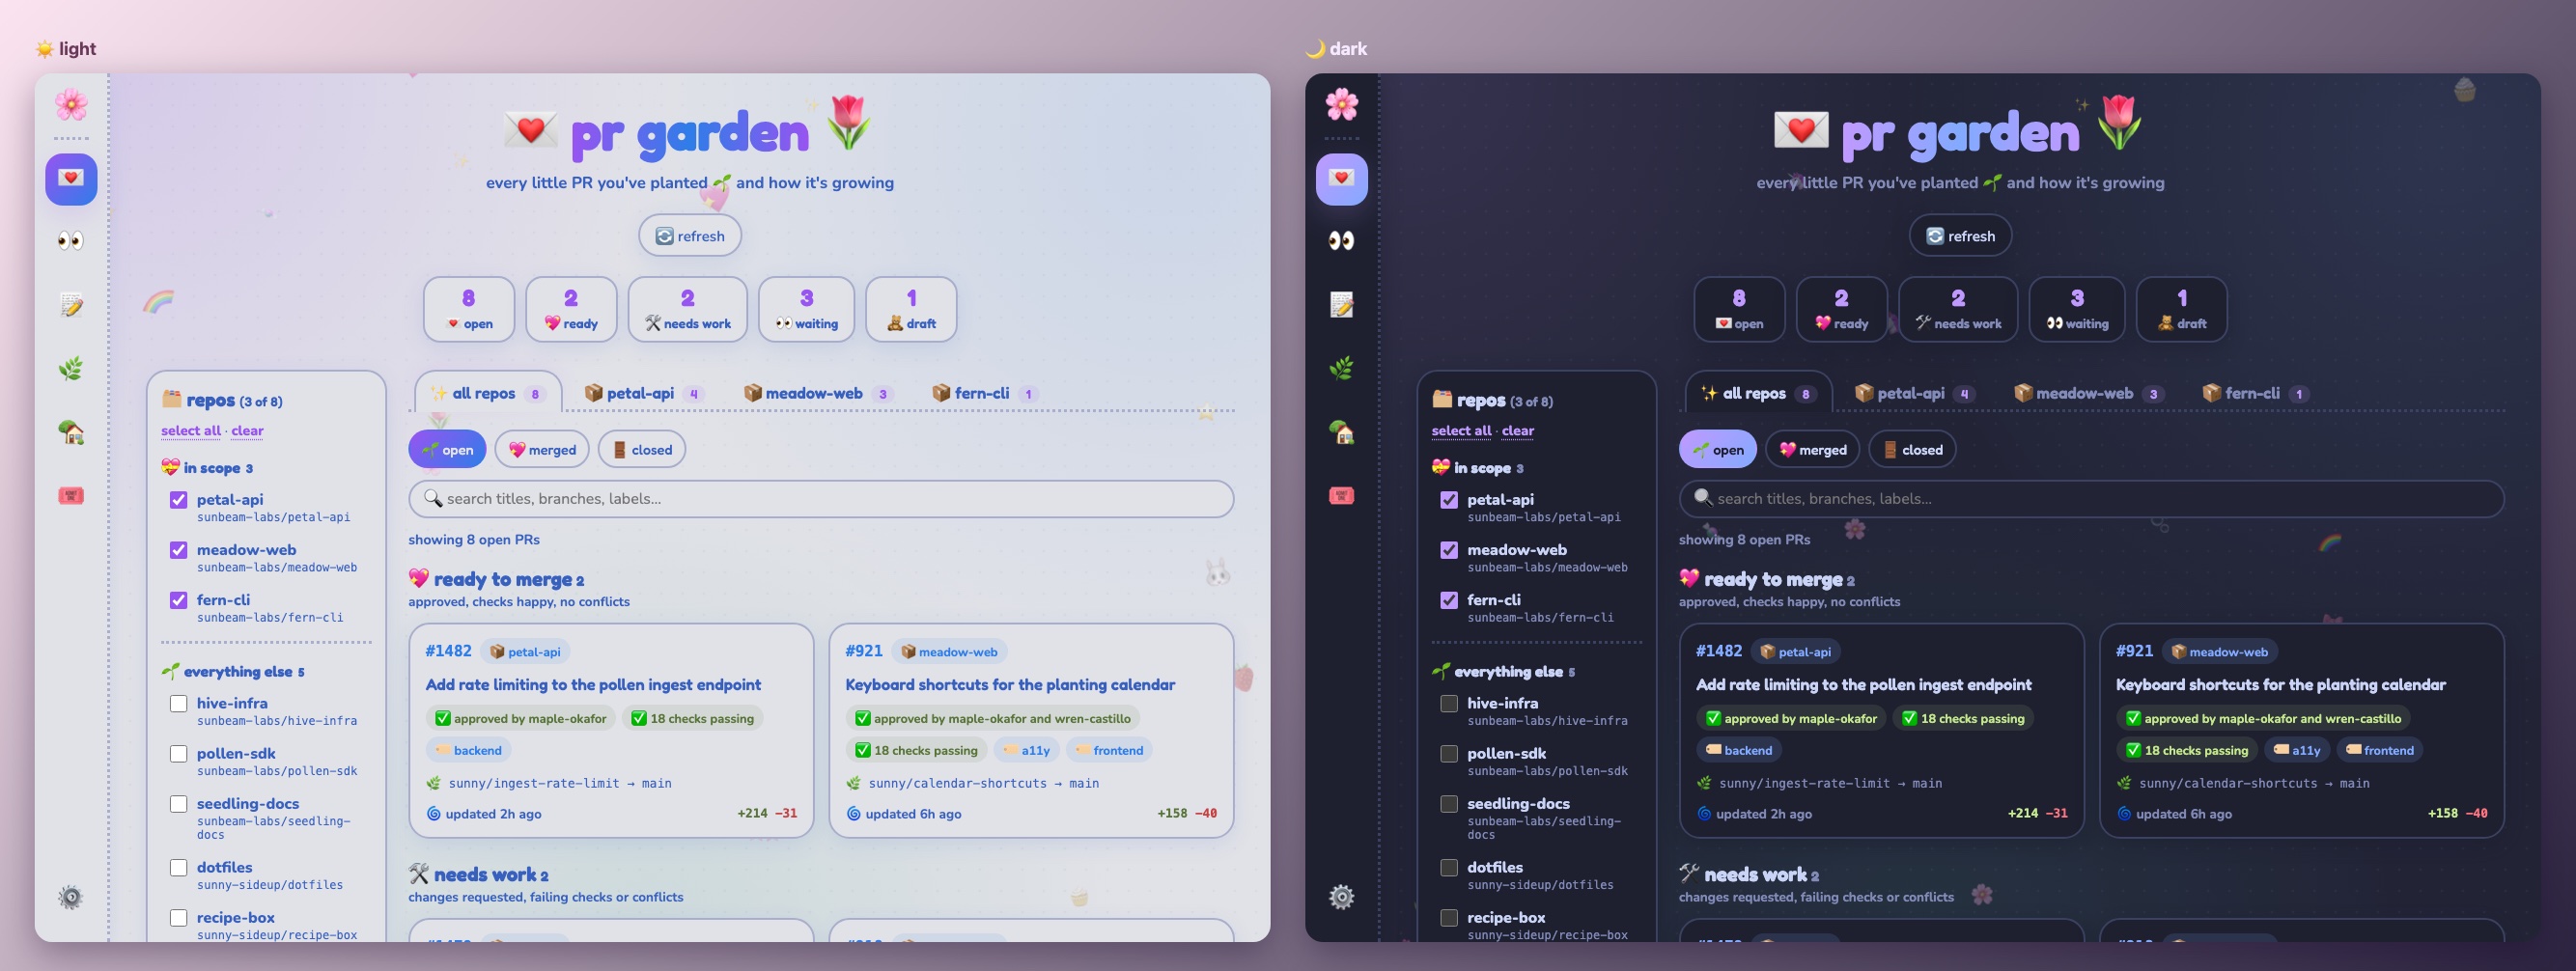 light
pr garden
every little PR you've planted and how it's growing
refresh
8
open
2
ready
2
needs work
3
waiting
1
draft
repos (3 of 8)
select all · clear
in scope 3
petal-api
sunbeam-labs/petal-api
meadow-web
sunbeam-labs/meadow-web
fern-cli
sunbeam-labs/fern-cli
everything else 5
hive-infra
sunbeam-labs/hive-infra
pollen-sdk
sunbeam-labs/pollen-sdk
seedling-docs
sunbeam-labs/seedling-
docs
dotfiles
sunny-sideup/dotfiles
recipe-box
sunny-sideup/recipe-box
all repos 8
petal-api 4
meadow-web 3
fern-cli 1
open
merged
closed
search titles, branches, labels...
showing 8 open PRs
ready to merge 2
approved, checks happy, no conflicts
#1482 petal-api
Add rate limiting to the pollen ingest endpoint
approved by maple-okafor
18 checks passing
backend
sunny/ingest-rate-limit → main
updated 2h ago
+214 −31
#921 meadow-web
Keyboard shortcuts for the planting calendar
approved by maple-okafor and wren-castillo
18 checks passing
a11y
frontend
sunny/calendar-shortcuts → main
updated 6h ago
+158 −40
needs work 2
changes requested, failing checks or conflicts
dark
pr garden
every little PR you've planted and how it's growing
refresh
8
open
2
ready
2
needs work
3
waiting
1
draft
repos (3 of 8)
select all · clear
in scope 3
petal-api
sunbeam-labs/petal-api
meadow-web
sunbeam-labs/meadow-web
fern-cli
sunbeam-labs/fern-cli
everything else 5
hive-infra
sunbeam-labs/hive-infra
pollen-sdk
sunbeam-labs/pollen-sdk
seedling-docs
sunbeam-labs/seedling-
docs
dotfiles
sunny-sideup/dotfiles
recipe-box
sunny-sideup/recipe-box
all repos 8
petal-api 4
meadow-web 3
fern-cli 1
open
merged
closed
search titles, branches, labels...
showing 8 open PRs
ready to merge 2
approved, checks happy, no conflicts
#1482 petal-api
Add rate limiting to the pollen ingest endpoint
approved by maple-okafor
18 checks passing
backend
sunny/ingest-rate-limit → main
updated 2h ago
+214 −31
#921 meadow-web
Keyboard shortcuts for the planting calendar
approved by maple-okafor and wren-castillo
18 checks passing
a11y
frontend
sunny/calendar-shortcuts → main
updated 6h ago
+158 −40
needs work 2
changes requested, failing checks or conflicts